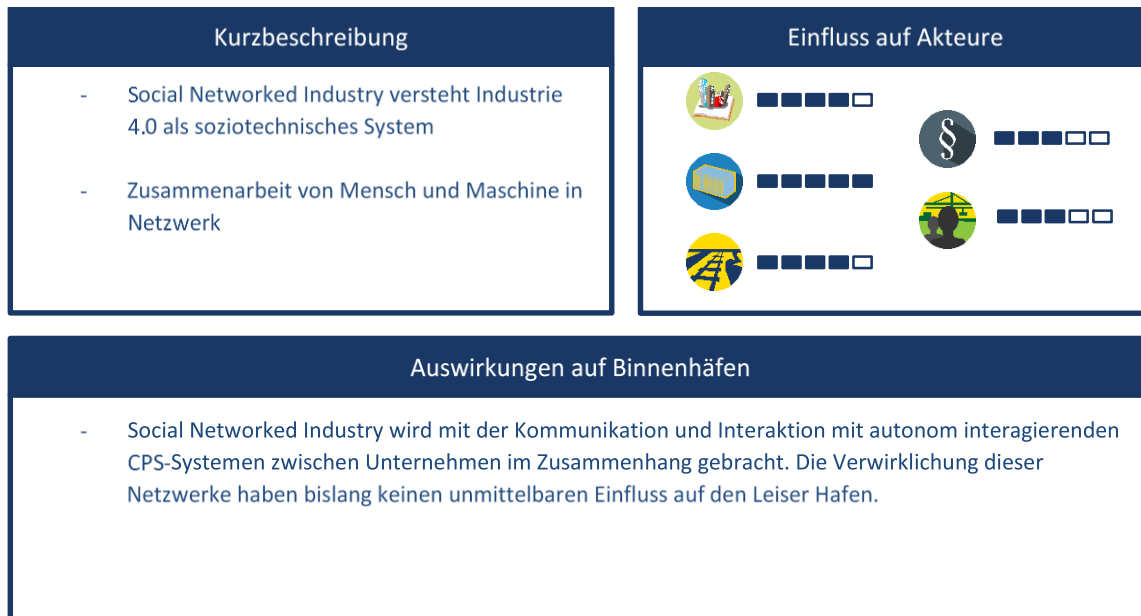 Kurzbeschreibung
- Social Networked Industry versteht Industrie
4.0 als soziotechnisches System
- Zusammenarbeit von Mensch und Maschine in
Netzwerk
Einfluss auf Akteure
§
Auswirkungen auf Binnenhäfen
- Social Networked Industry wird mit der Kommunikation und Interaktion mit autonom interagierenden
CPS-Systemen zwischen Unternehmen im Zusammenhang gebracht. Die Verwirklichung dieser
Netzwerke haben bislang keinen unmittelbaren Einfluss auf den Leiser Hafen.